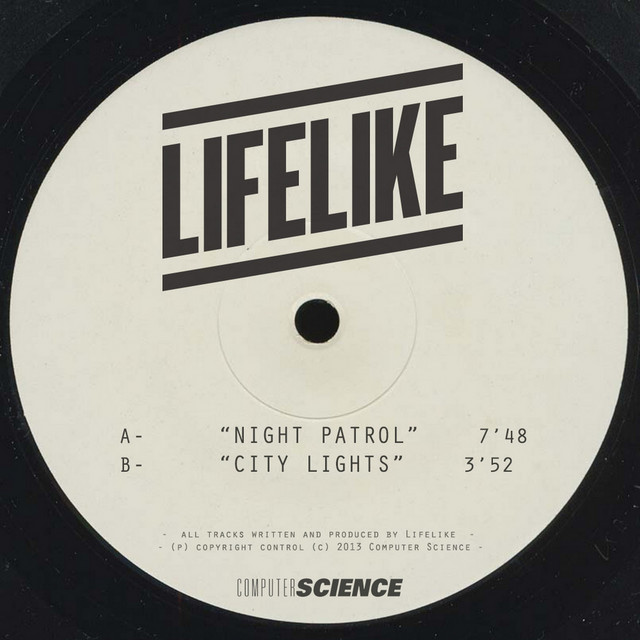 LIFELIKE
A- “NIGHT PATROL” 7’48
B- “CITY LIGHTS” 3’52
- ALL TRACKS WRITTEN AND PRODUCED BY LIFELIKE -
- (P) COPYRIGHT CONTROL (C) 2013 COMPUTER SCIENCE -
COMPUTERSCIENCE